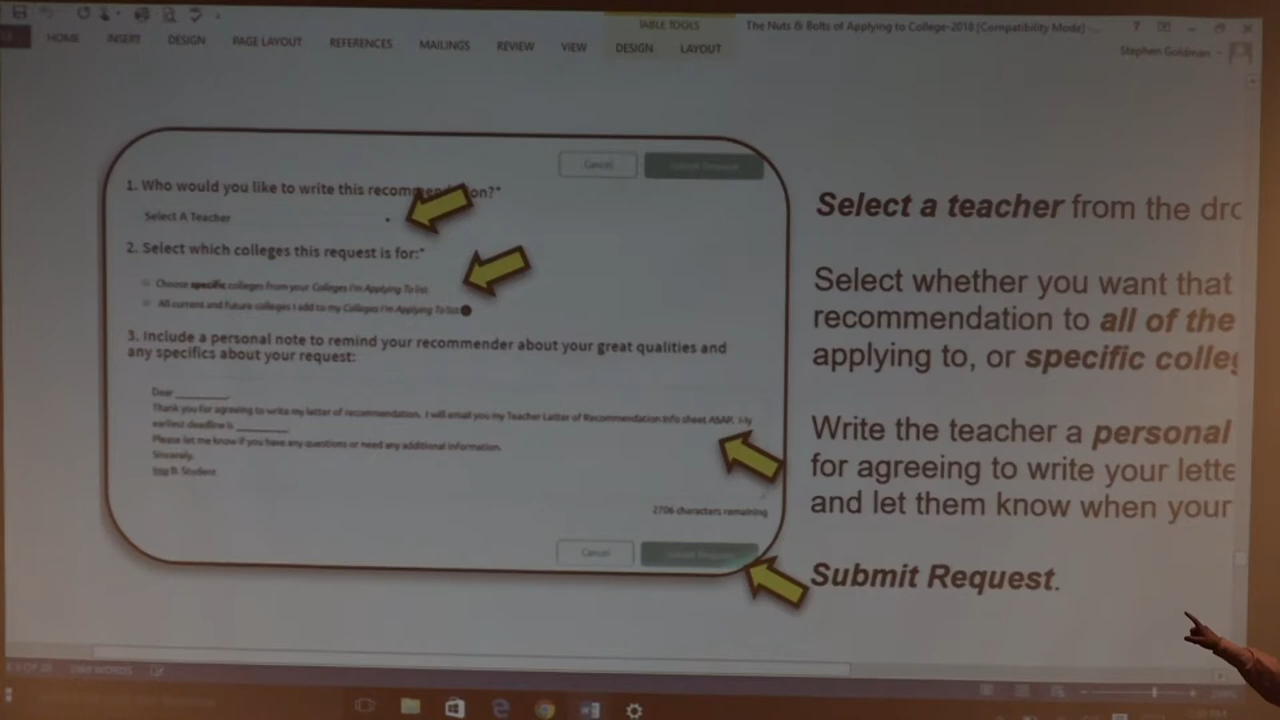 TABLE TOOLS
The Nuts & Bolts of Applying to College-2018 [Compatibility Mode] -
HOME INSERT DESIGN PAGE LAYOUT REFERENCES MAILINGS REVIEW VIEW DESIGN LAYOUT
Stephen Goldman
Cancel
1. Who would you like to write this recommen on?*
Select A Teacher
2. Select which colleges this request is for:*
Choose specific colleges from your Colleges I'm Applying To list
All current and future colleges I add to my Colleges I'm Applying To list
3. Include a personal note to remind your recommender about your great qualities and
any specifics about your request:
Dear ________,
Thank you for agreeing to write my letter of recommendation. I will email you my Teacher Letter of Recommendation Info sheet ASAP. My
earliest deadline is ________
Please let me know if you have any questions or need any additional information.
Sincerely,
B. Student
2706 characters remaining
Cancel
Select a teacher from the dro
Select whether you want that
recommendation to all of the
applying to, or specific colleg
Write the teacher a personal
for agreeing to write your lette
and let them know when your
Submit Request.
WORDS